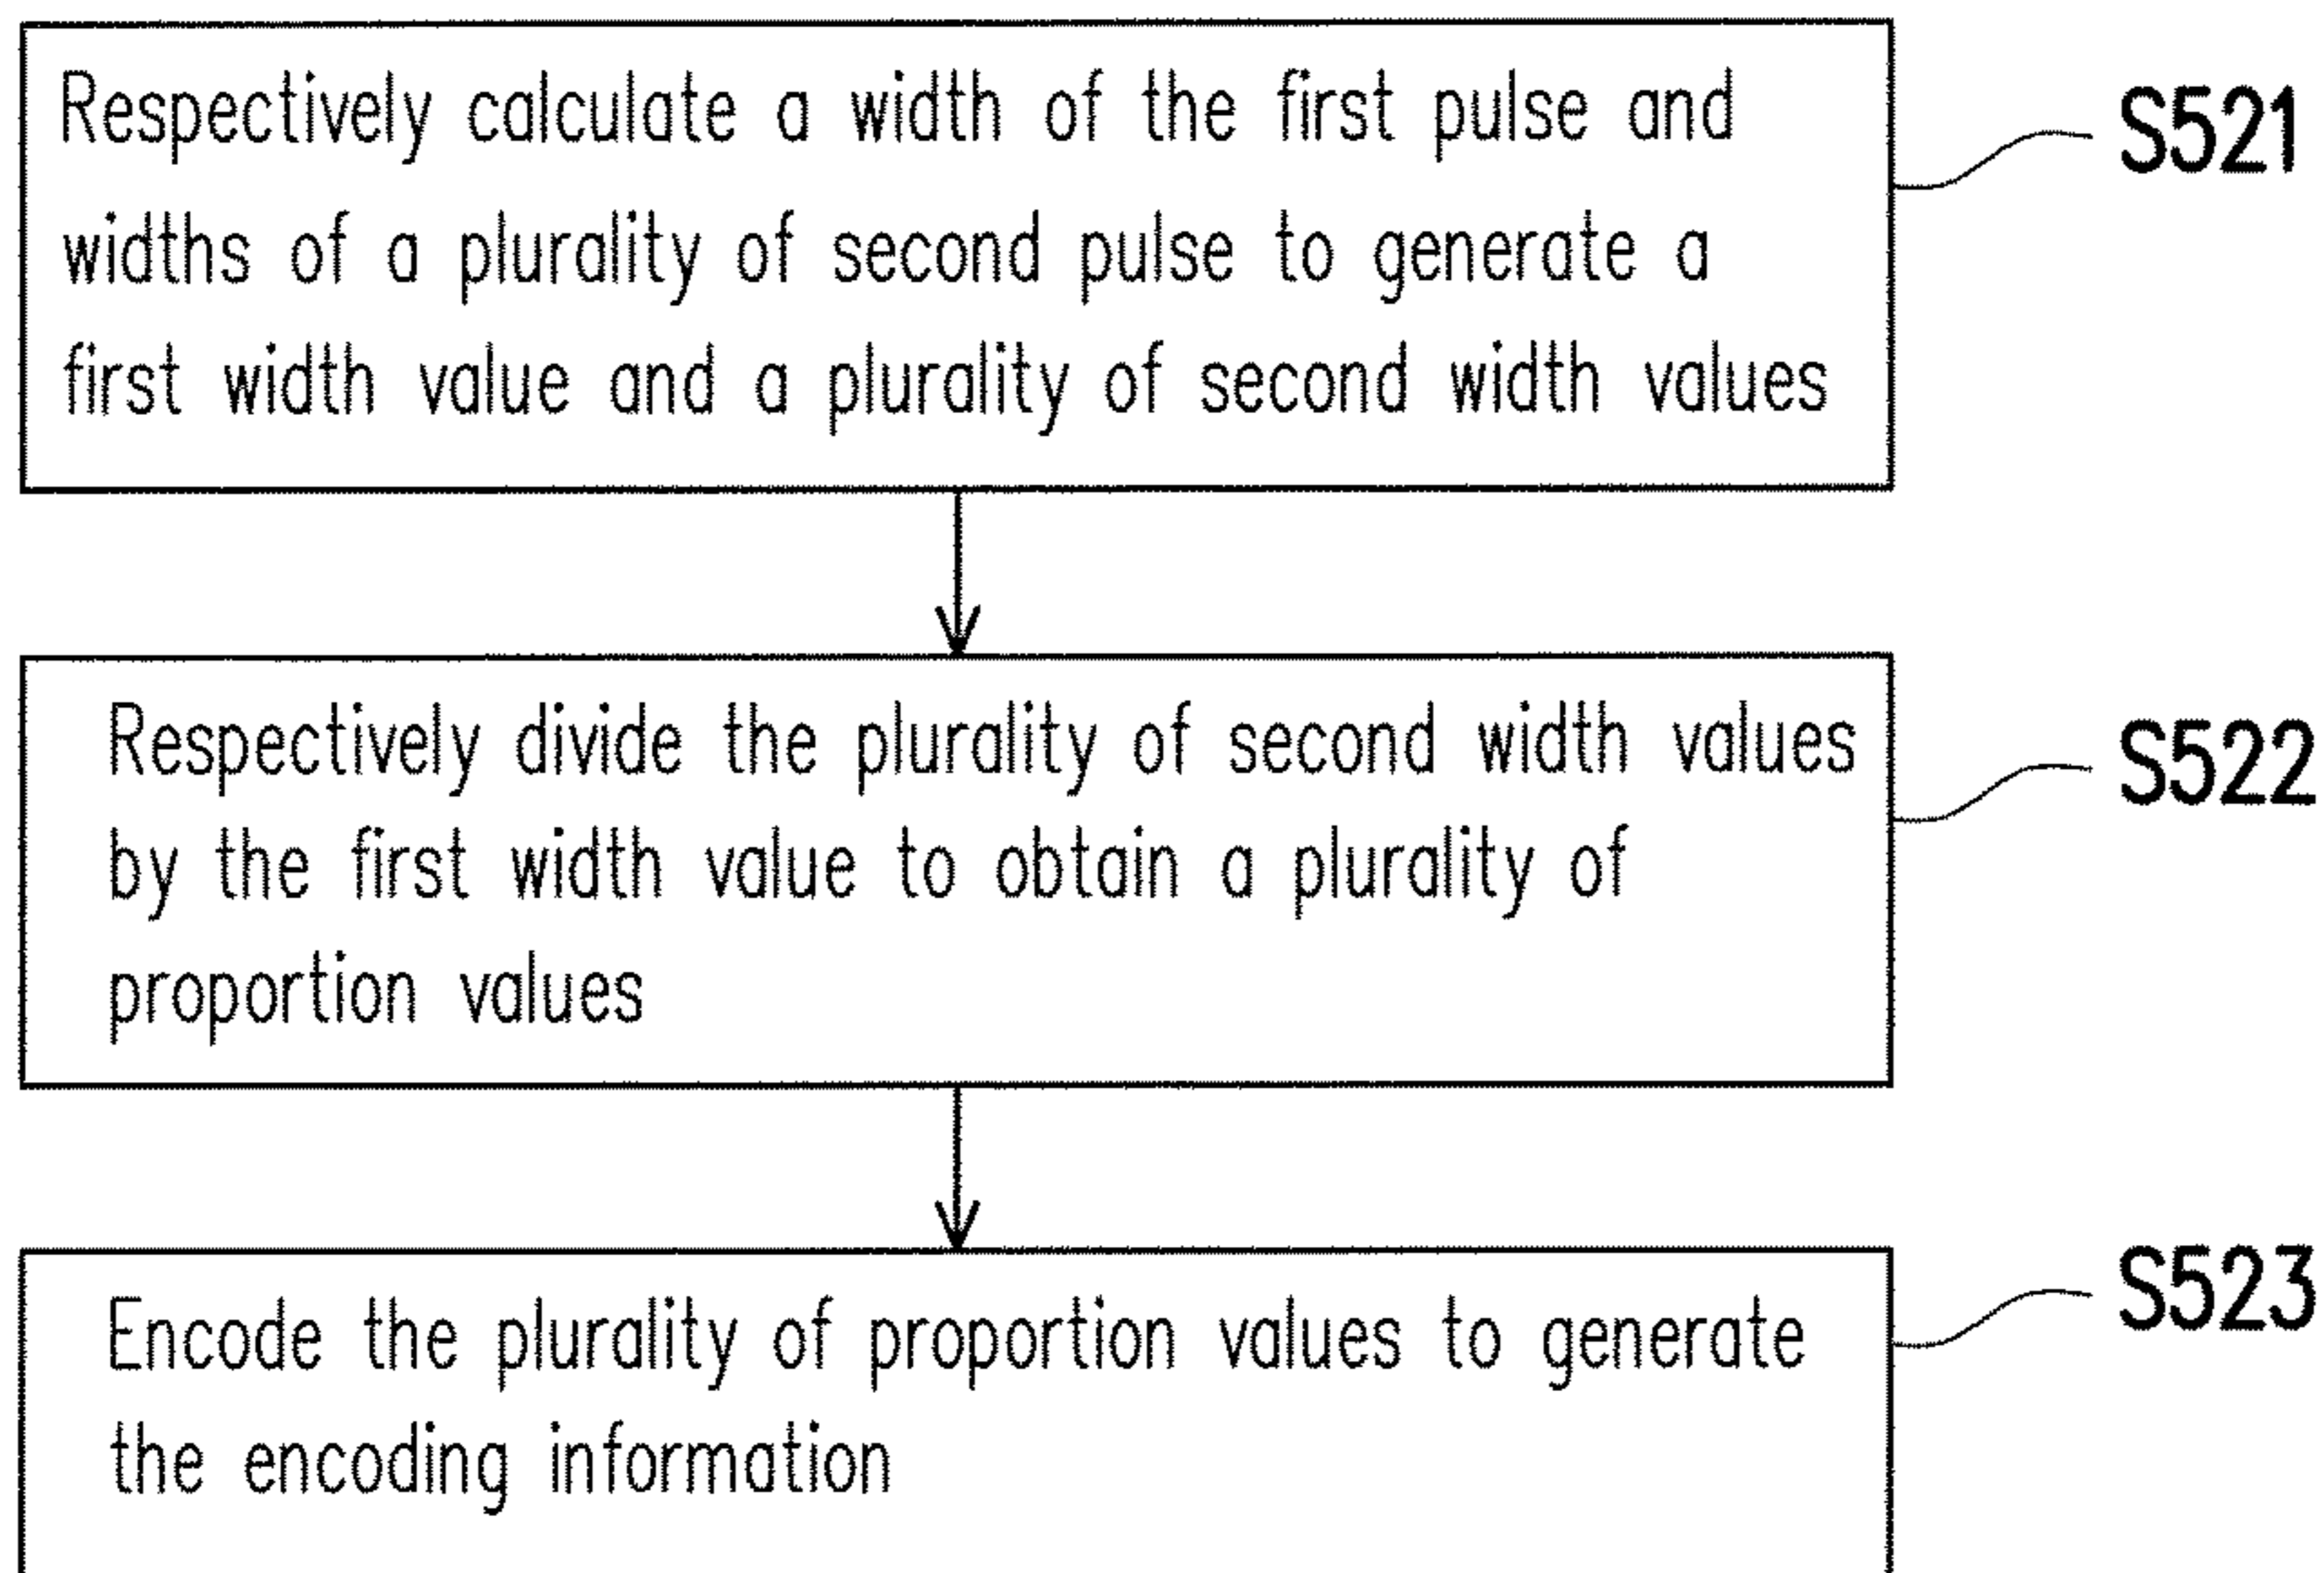 Respectively calculate a width of the first pulse and
widths of a plurality of second pulse to generate a
first width value and a plurality of second width values
S521
Respectively divide the plurality of second width values
by the first width value to obtain a plurality of
proportion values
S522
Encode the plurality of proportion values to generate
the encoding information
S523